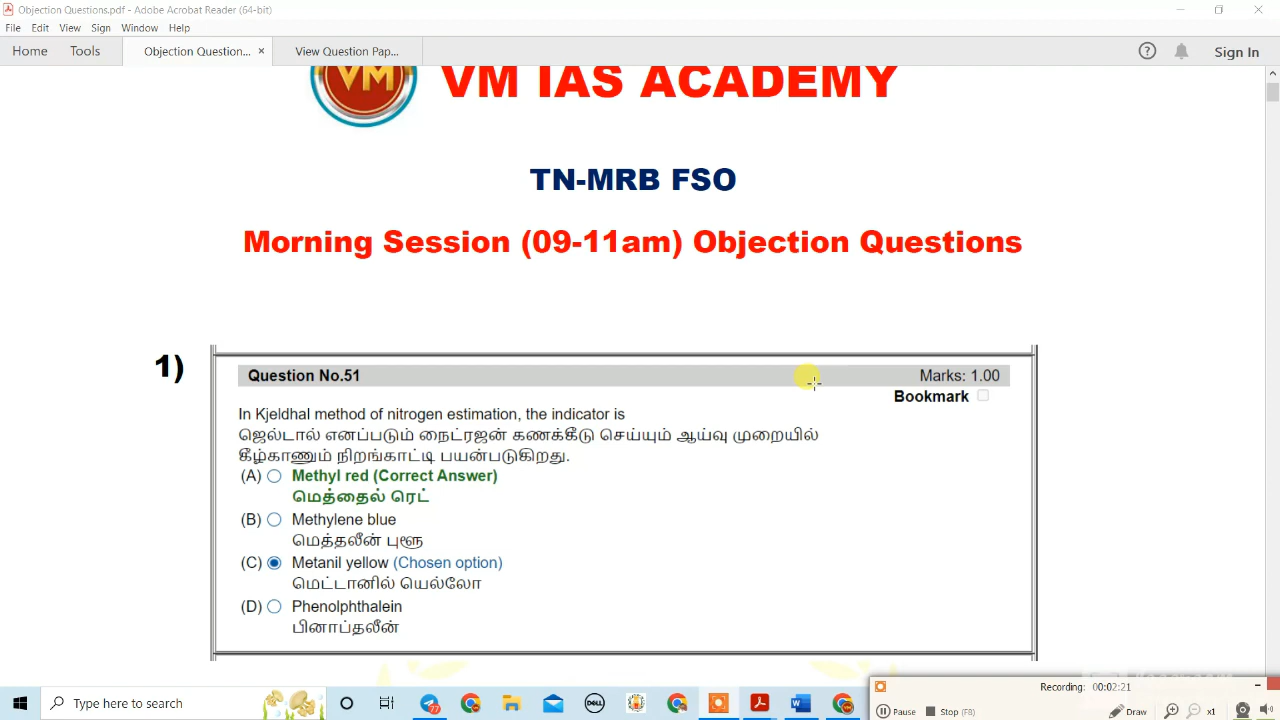 Objection Questions.pdf - Adobe Acrobat Reader (64-bit)
File Edit View Sign Window Help
Home Tools Objection Question... × View Question Pap... Sign In
VM VM IAS ACADEMY
TN-MRB FSO
Morning Session (09-11am) Objection Questions
1)
Question No.51 Marks: 1.00
Bookmark
In Kjeldhal method of nitrogen estimation, the indicator is
ஜெல்டால் எனப்படும் நைட்ரஜன் கணக்கீடு செய்யும் ஆய்வு முறையில்
கீழ்காணும் நிறங்காட்டி பயன்படுகிறது.
(A) Methyl red (Correct Answer)
மெத்தைல் ரெட்
(B) Methylene blue
மெத்தலீன் புளூ
(C) Metanil yellow (Chosen option)
மெட்டானில் யெல்லோ
(D) Phenolphthalein
பினாப்தலீன்
Recording: 00:02:21
Type here to search 77 DELL Pause Stop (F8) x1